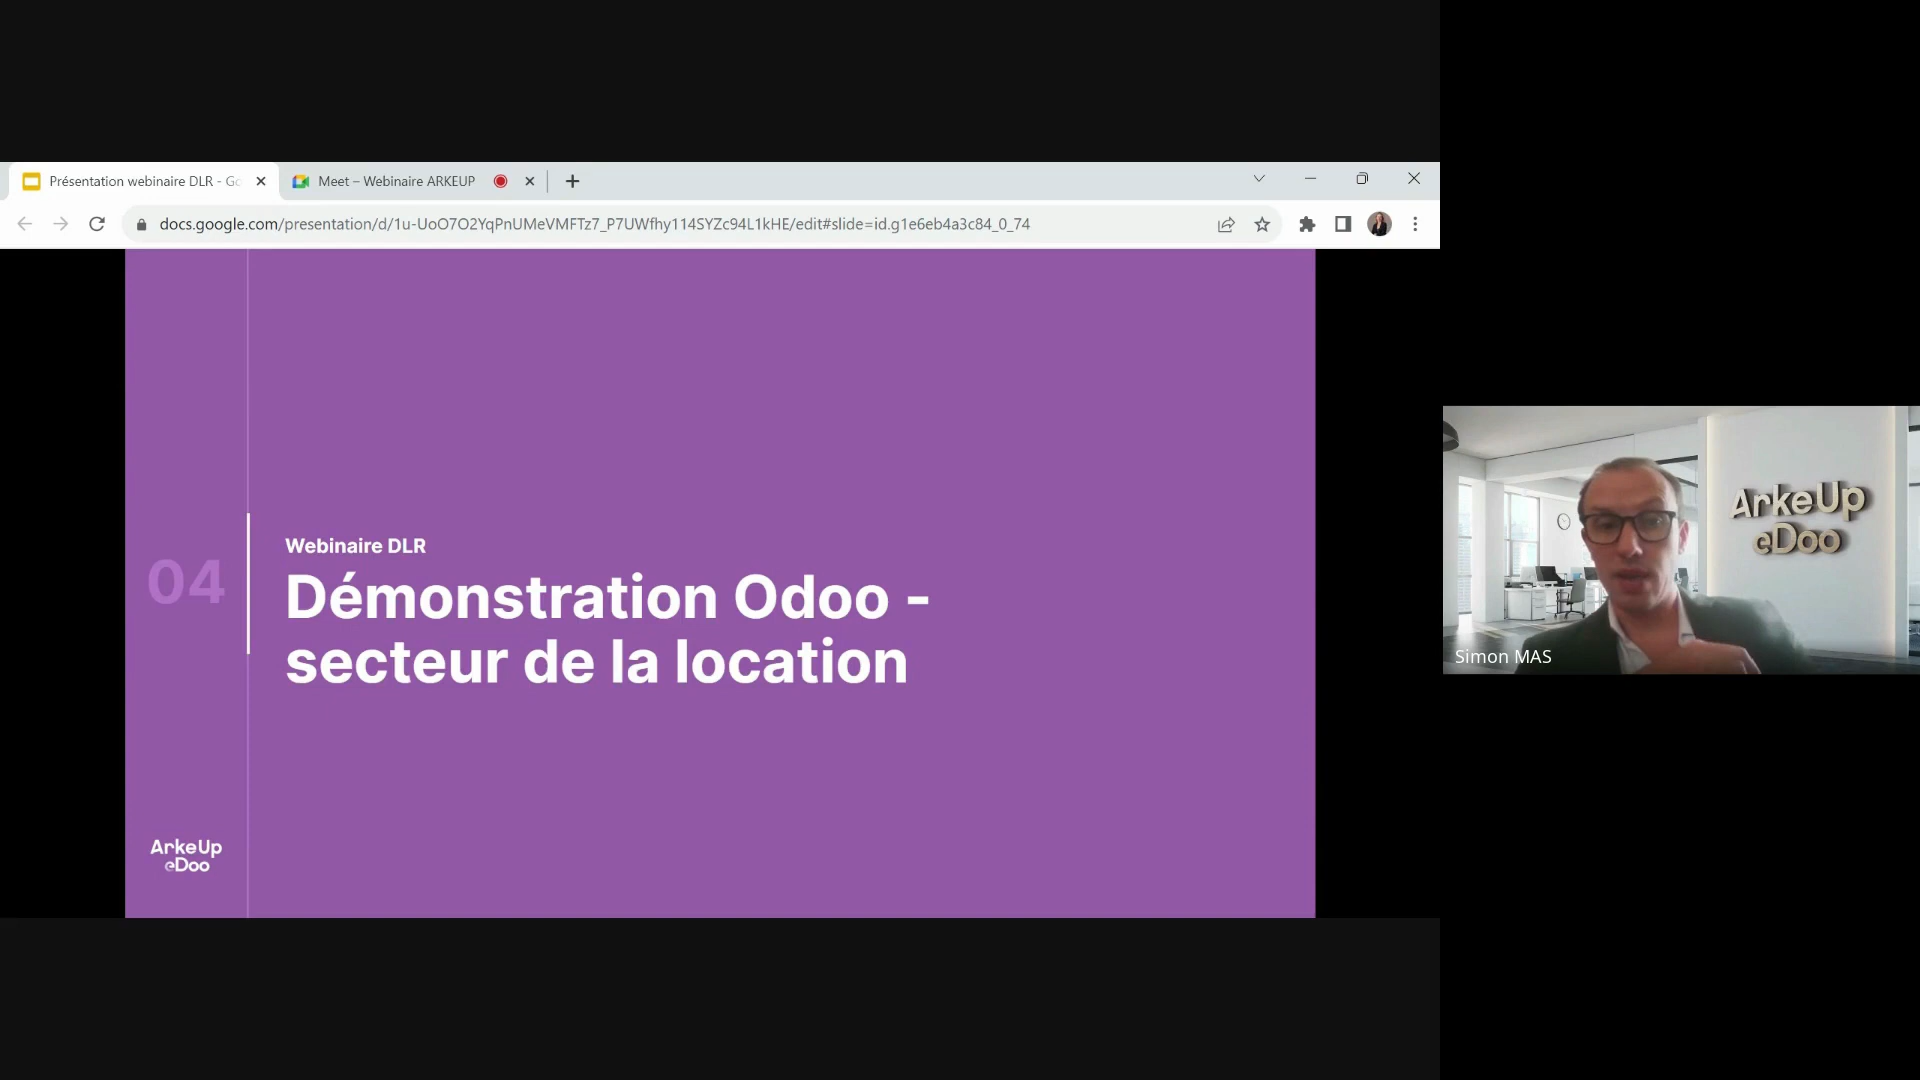 Présentation webinaire DLR - Go
Meet – Webinaire ARKEUP
docs.google.com/presentation/d/1u-UoO7O2YqPnUMeVMFTz7_P7UWfhy114SYZc94L1kHE/edit#slide=id.g1e6eb4a3c84_0_74
04
Webinaire DLR
Démonstration Odoo -
secteur de la location
ArkeUp
eDoo
ArkeUp
eDoo
Simon MAS